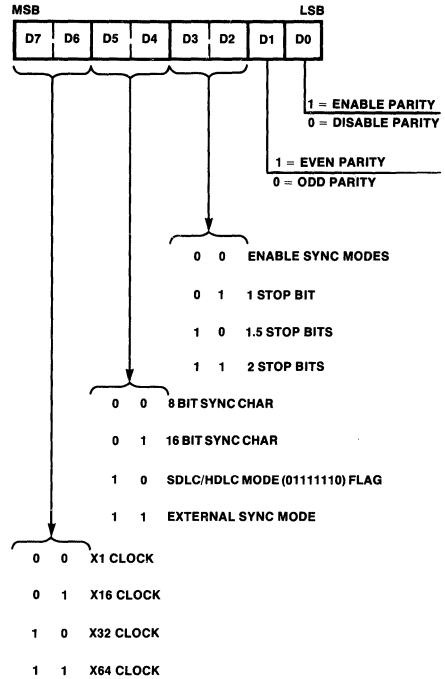 MSB LSB
D7 D6 D5 D4 D3 D2 D1 D0
1 = ENABLE PARITY
0 = DISABLE PARITY
1 = EVEN PARITY
0 = ODD PARITY
0 0 ENABLE SYNC MODES
0 1 1 STOP BIT
1 0 1.5 STOP BITS
1 1 2 STOP BITS
0 0 8 BIT SYNC CHAR
0 1 16 BIT SYNC CHAR
1 0 SDLC/HDLC MODE (01111110) FLAG
1 1 EXTERNAL SYNC MODE
0 0 X1 CLOCK
0 1 X16 CLOCK
1 0 X32 CLOCK
1 1 X64 CLOCK